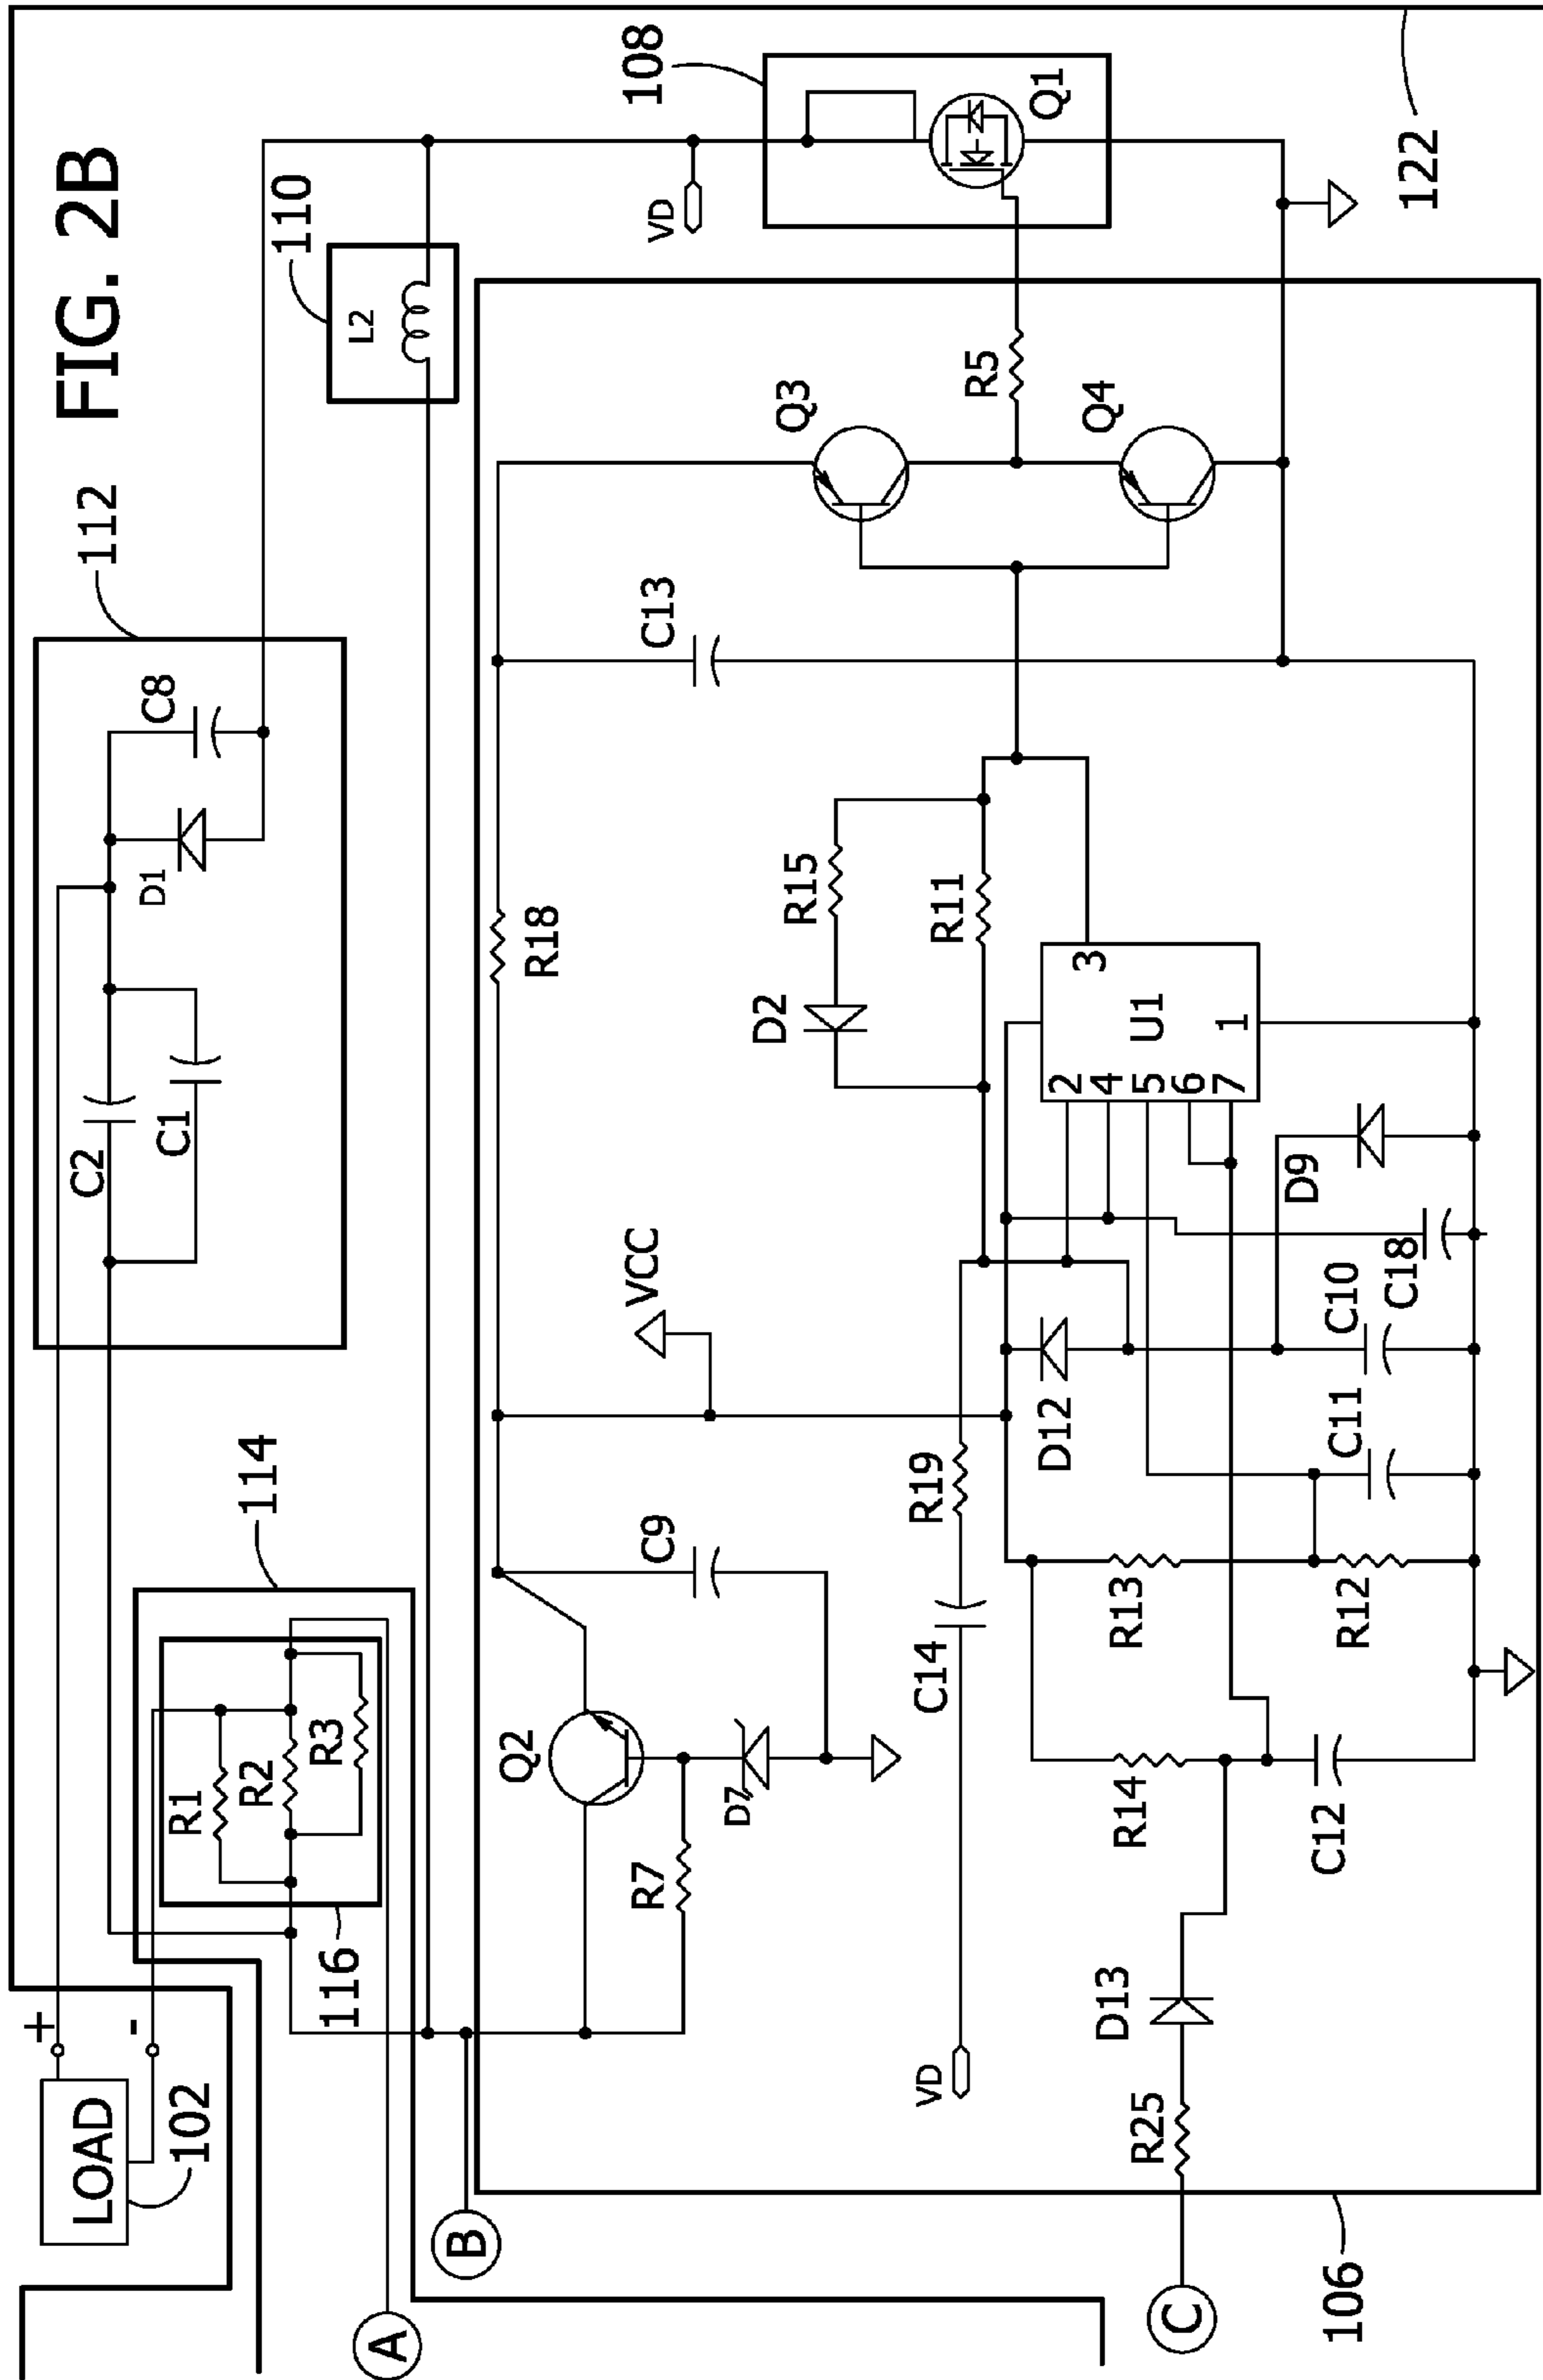 FIG. 2B
112
110
108
114
116
102
106
122
LOAD
+
-
A
B
C
C2
C1
D1
C8
L2
VD
Q1
R1
R2
R3
Q2
R7
D7
C9
VCC
R18
C13
Q3
Q4
R5
VD
C14
R19
D2
R15
R11
U1
2
4
5
6
7
3
1
D12
R13
R12
C11
C10
C18
D9
R14
C12
D13
R25